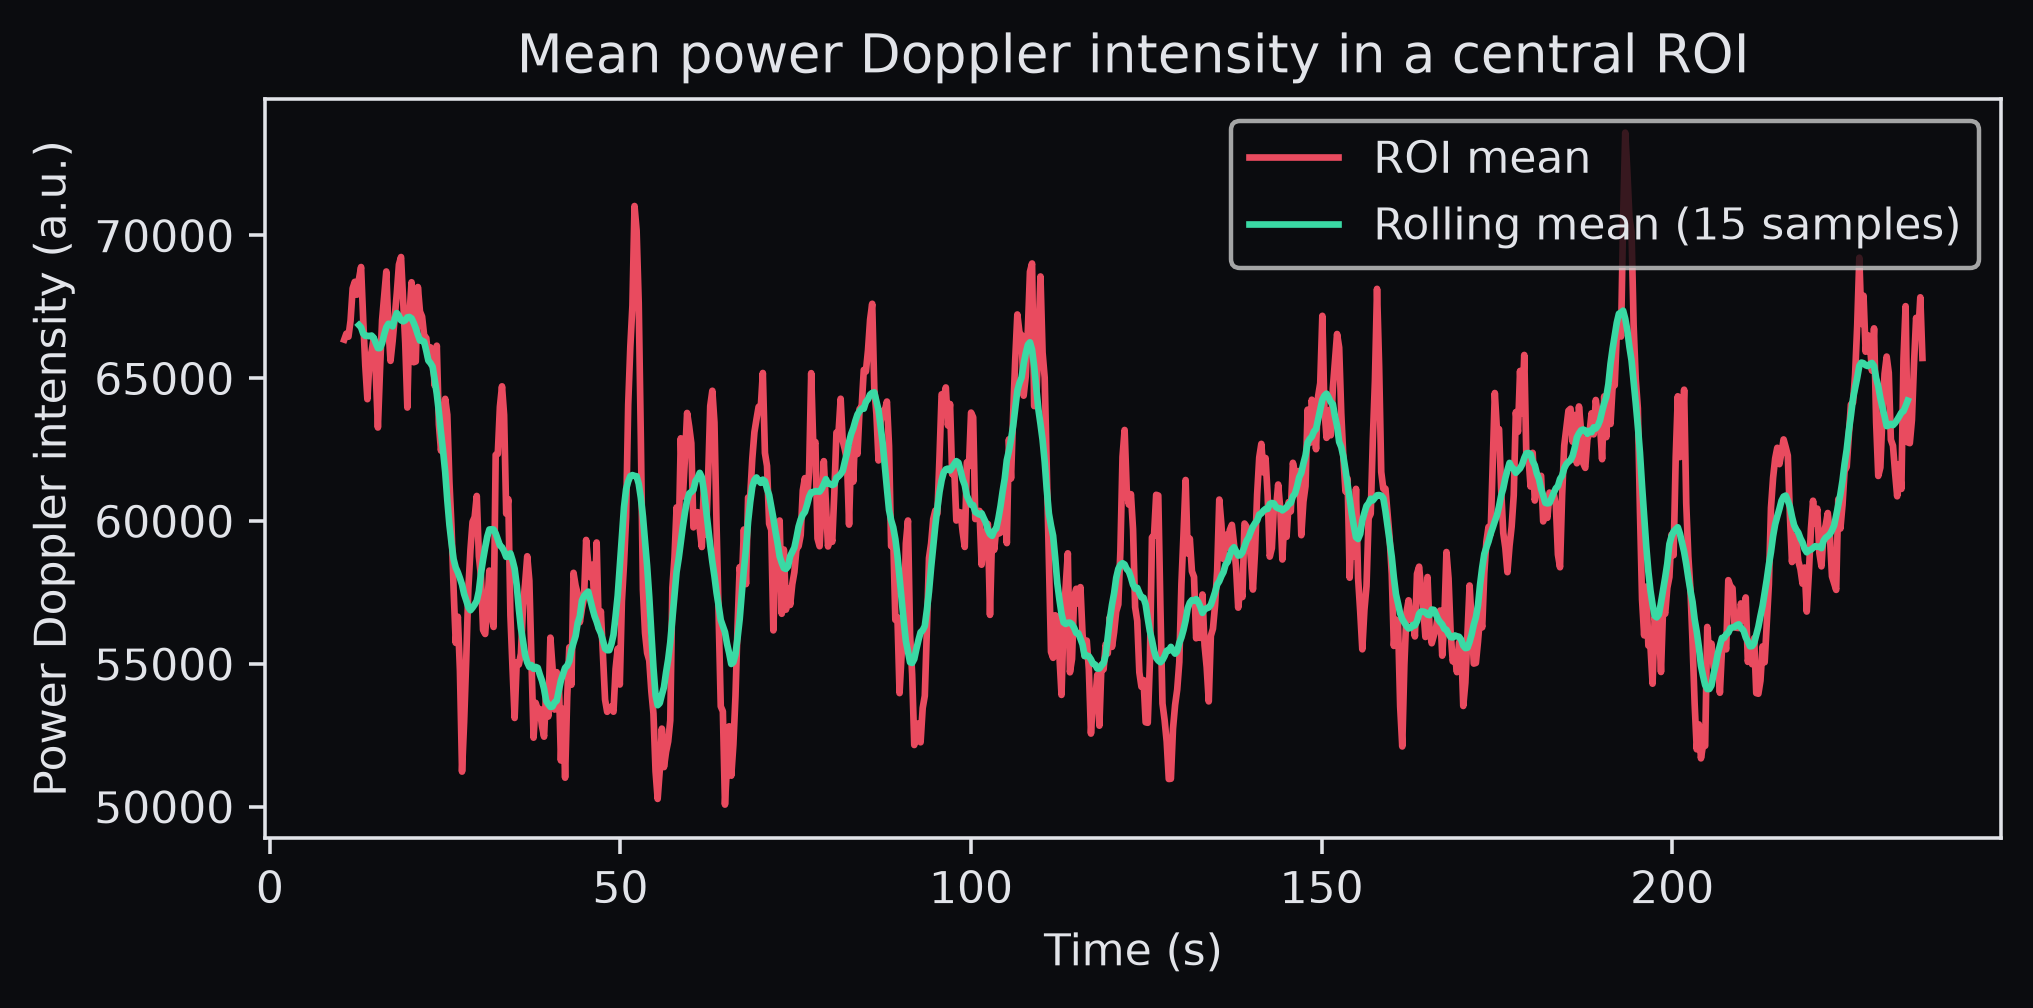 Mean power Doppler intensity in a central ROI
ROI mean
Rolling mean (15 samples)
Power Doppler intensity (a.u.)
70000
65000
60000
55000
50000
0 50 100 150 200
Time (s)